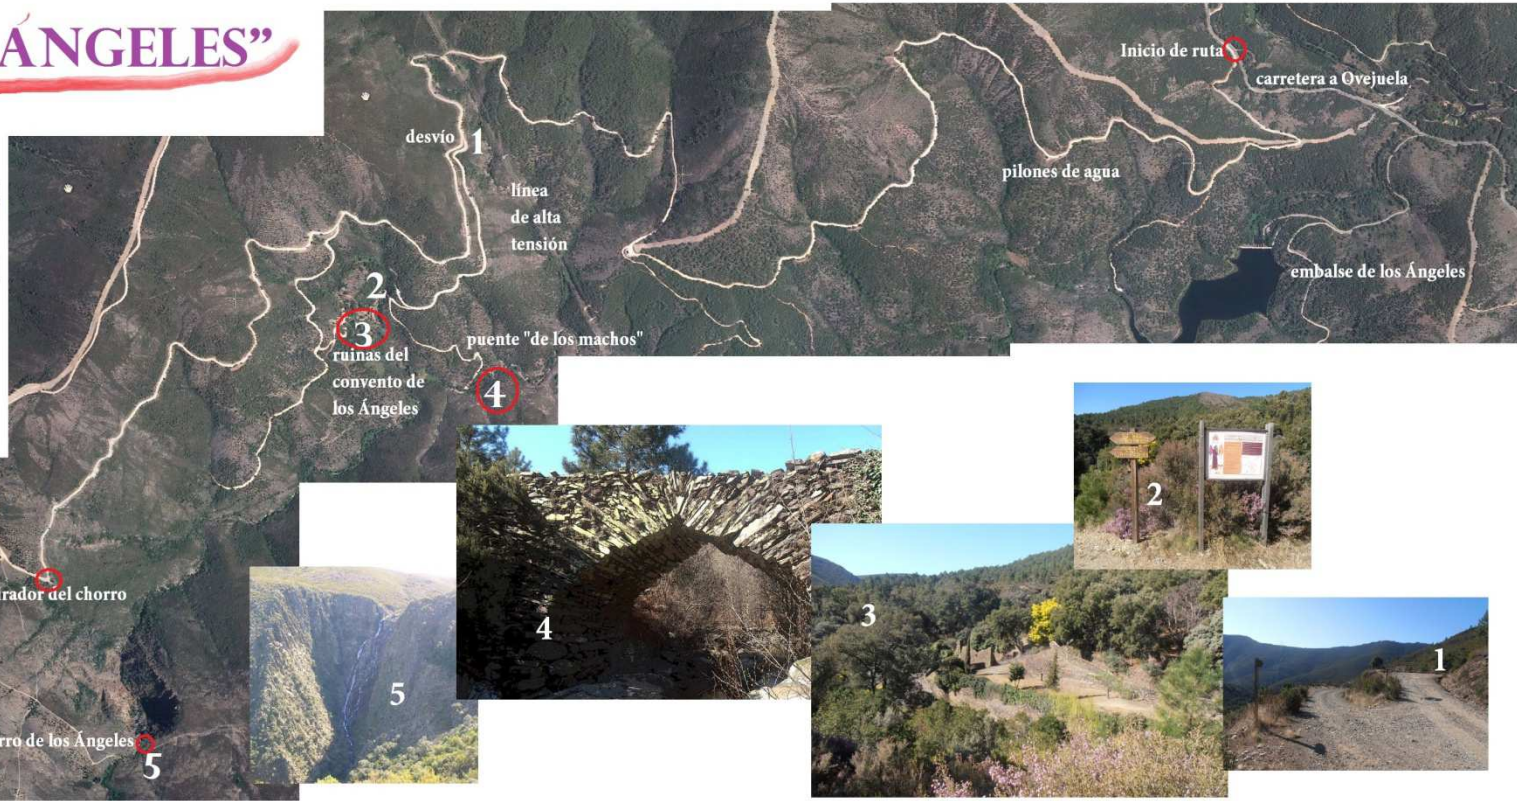 ÁNGELES”
Inicio de ruta
carretera a Ovejuela
desvío
1
pilones de agua
línea
de alta
tensión
embalse de los Ángeles
2
3
ruinas del
convento de
los Ángeles
puente "de los machos"
4
irador del chorro
rro de los Ángeles
5
2
3
4
5
1